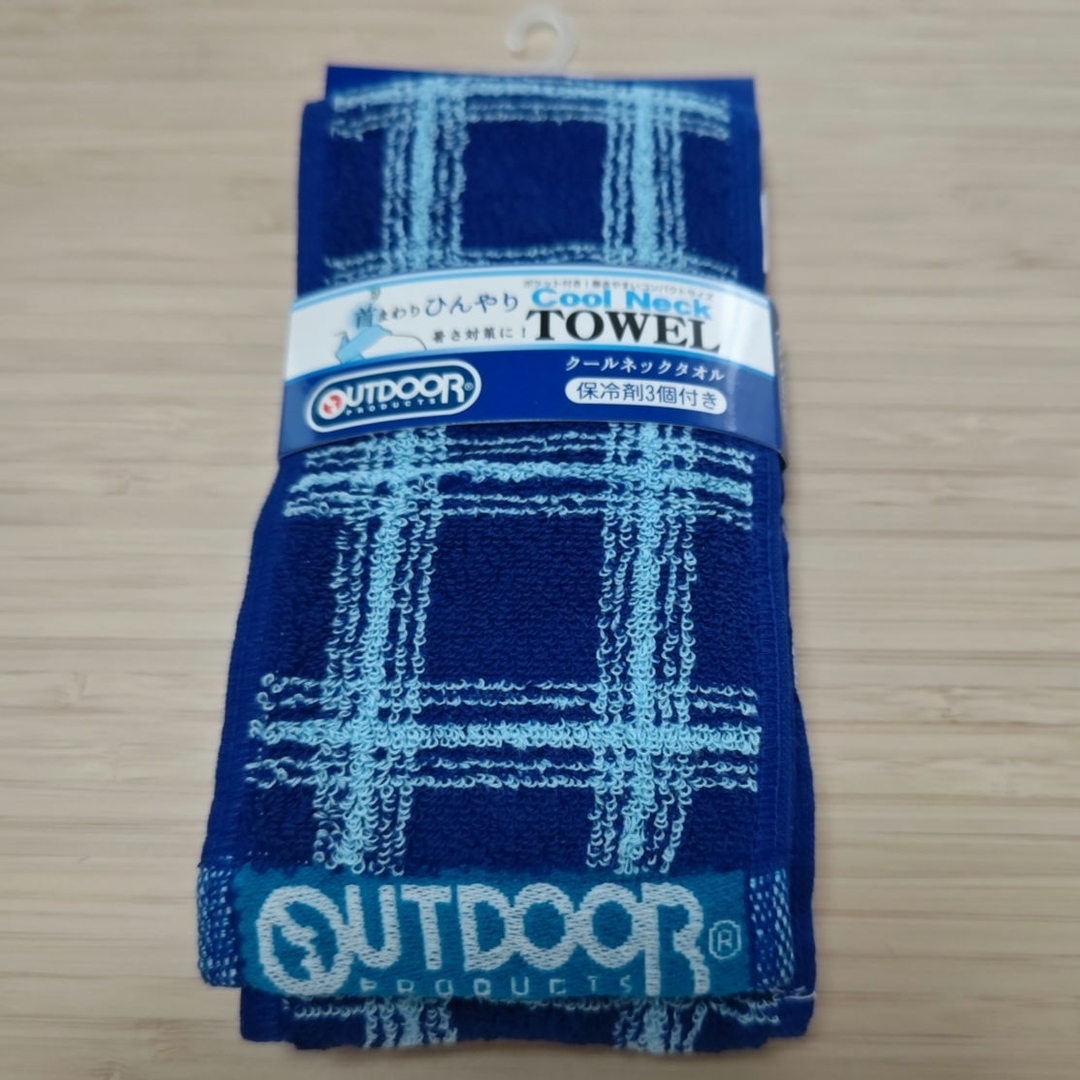 ポケット付き！巻きやすいコンパクトサイズ
首まわりひんやり
暑さ対策に！
Cool Neck
TOWEL
クールネックタオル
保冷剤3個付き
OUTDOOR®
PRODUCTS
OUTDOOR®
PRODUCTS